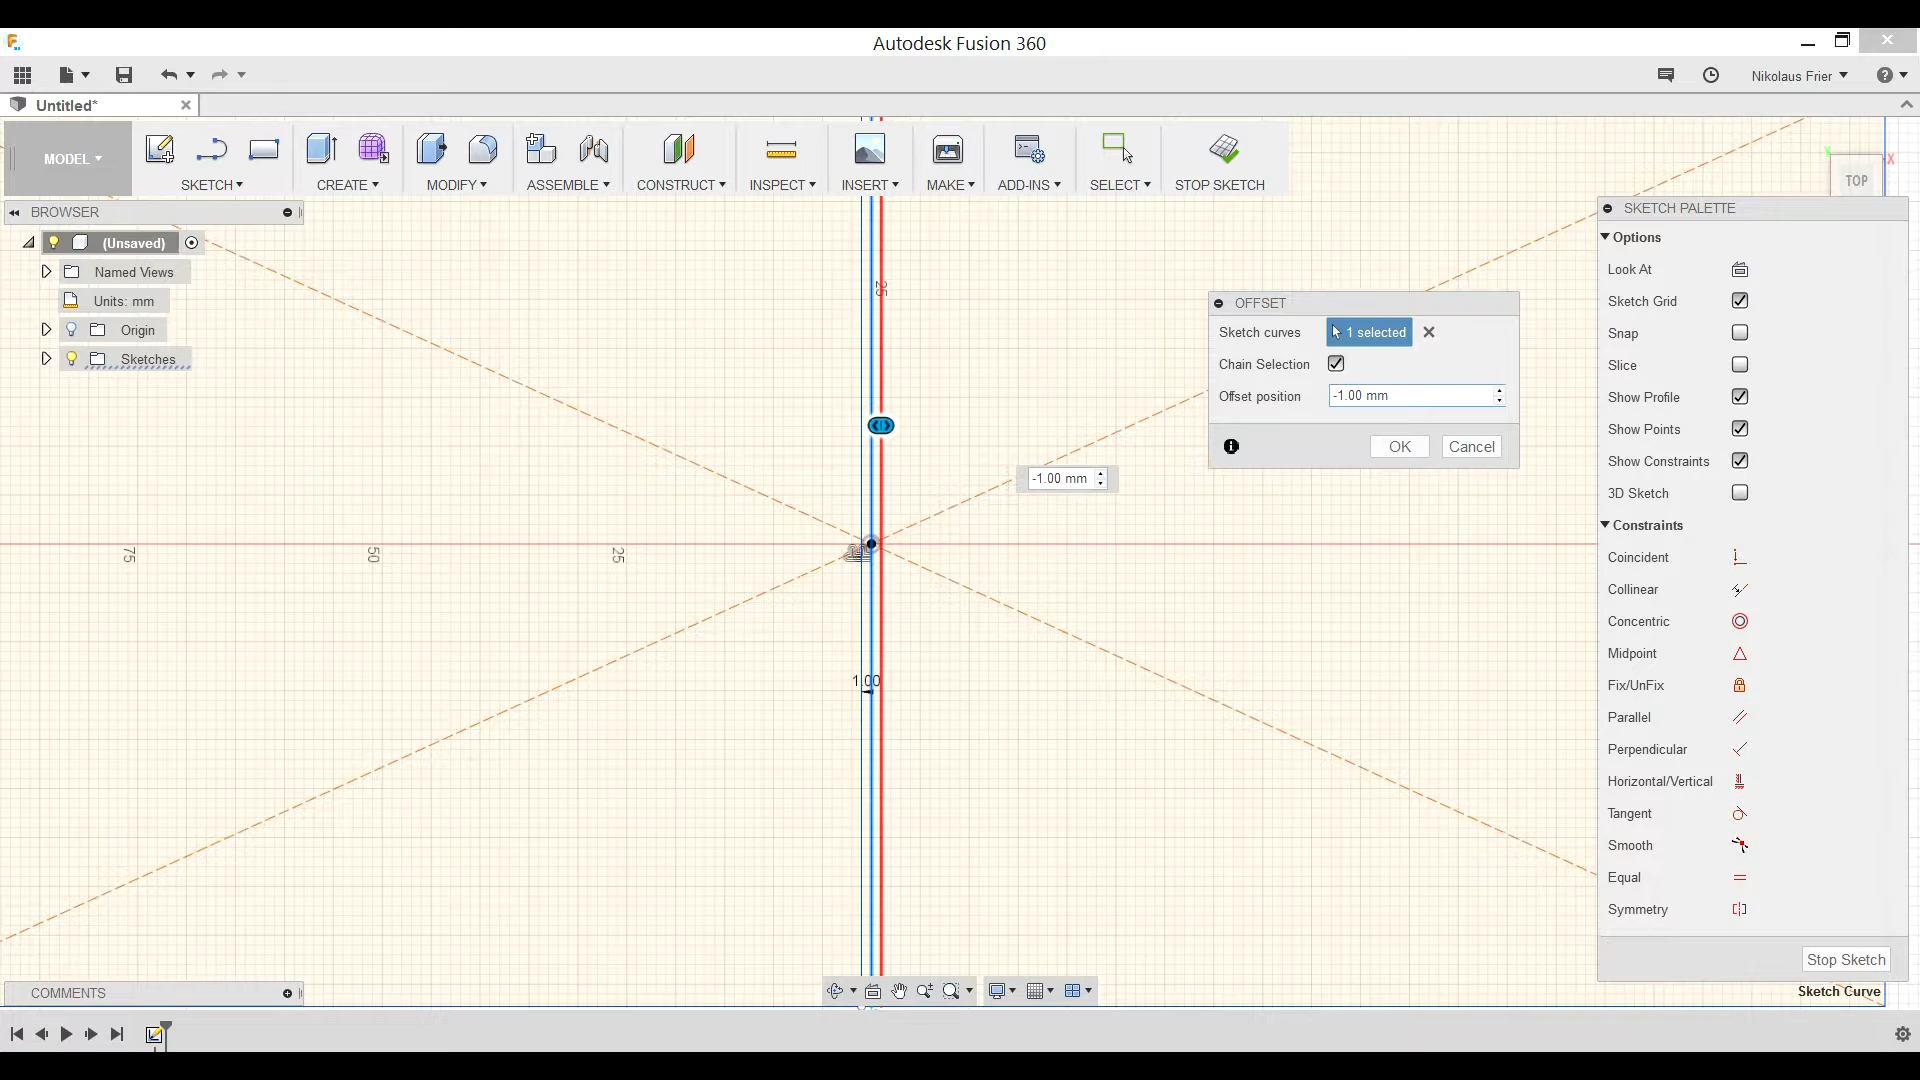 Autodesk Fusion 360
Nikolaus Frier
Untitled*
MODEL
SKETCH
CREATE
MODIFY
ASSEMBLE
CONSTRUCT
INSPECT
INSERT
MAKE
ADD-INS
SELECT
STOP SKETCH
X
TOP
BROWSER
(Unsaved)
Named Views
Units: mm
Origin
Sketches
25
75
50
25
1.00
-1.00 mm
OFFSET
Sketch curves
1 selected
Chain Selection
Offset position
-1.00 mm
OK
Cancel
SKETCH PALETTE
Options
Look At
Sketch Grid
Snap
Slice
Show Profile
Show Points
Show Constraints
3D Sketch
Constraints
Coincident
Collinear
Concentric
Midpoint
Fix/UnFix
Parallel
Perpendicular
Horizontal/Vertical
Tangent
Smooth
Equal
Symmetry
Stop Sketch
Sketch Curve
COMMENTS